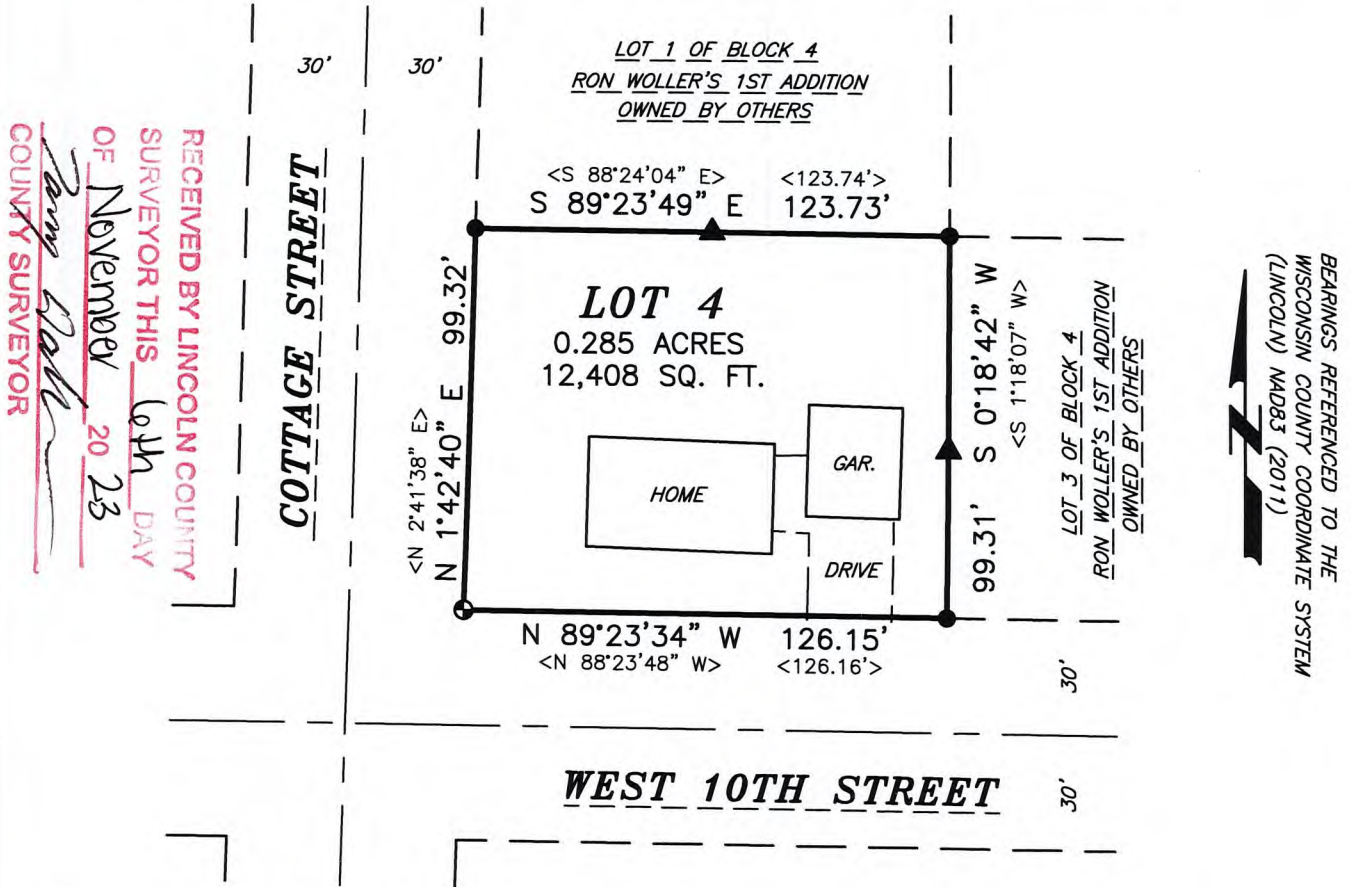 LOT 1 OF BLOCK 4
RON WOLLER'S 1ST ADDITION
OWNED BY OTHERS
30'
30'
<S 88°24'04" E> <123.74'>
S 89°23'49" E 123.73'
COTTAGE STREET
<N 2°41'38" E>
N 1°42'40" E 99.32'
LOT 4
0.285 ACRES
12,408 SQ. FT.
HOME
GAR.
DRIVE
99.31' S 0°18'42" W
<S 1°18'07" W>
LOT 3 OF BLOCK 4
RON WOLLER'S 1ST ADDITION
OWNED BY OTHERS
N 89°23'34" W 126.15'
<N 88°23'48" W> <126.16'>
30'
WEST 10TH STREET
30'
BEARINGS REFERENCED TO THE
WISCONSIN COUNTY COORDINATE SYSTEM
(LINCOLN) NAD83 (2011)
RECEIVED BY LINCOLN COUNTY
SURVEYOR THIS 6th DAY
OF November 20 23
COUNTY SURVEYOR